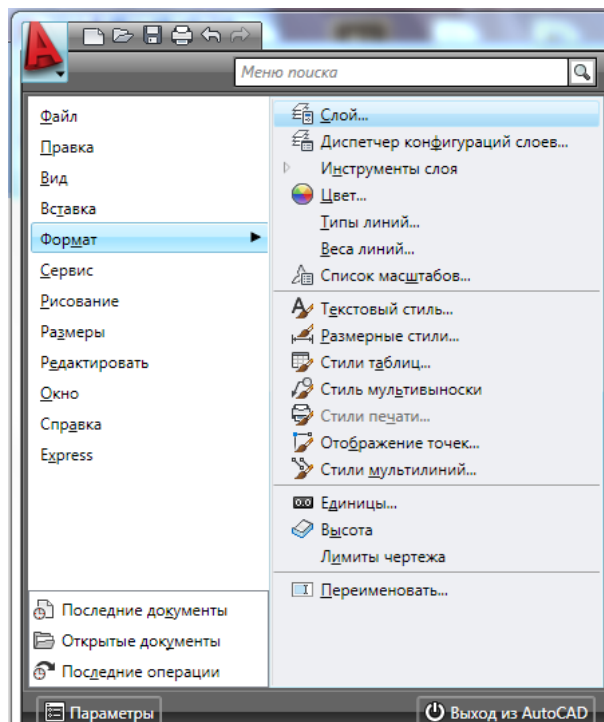 Меню поиска
Файл
Правка
Вид
Вставка
Формат
Сервис
Рисование
Размеры
Редактировать
Окно
Справка
Express
Последние документы
Открытые документы
Последние операции
Слой...
Диспетчер конфигураций слоев...
Инструменты слоя
Цвет...
Типы линий...
Веса линий...
Список масштабов...
Текстовый стиль...
Размерные стили...
Стили таблиц...
Стиль мультивыноски
Стили печати...
Отображение точек...
Стили мультилиний...
0.0 Единицы...
Высота
Лимиты чертежа
Переименовать...
Параметры
Выход из AutoCAD